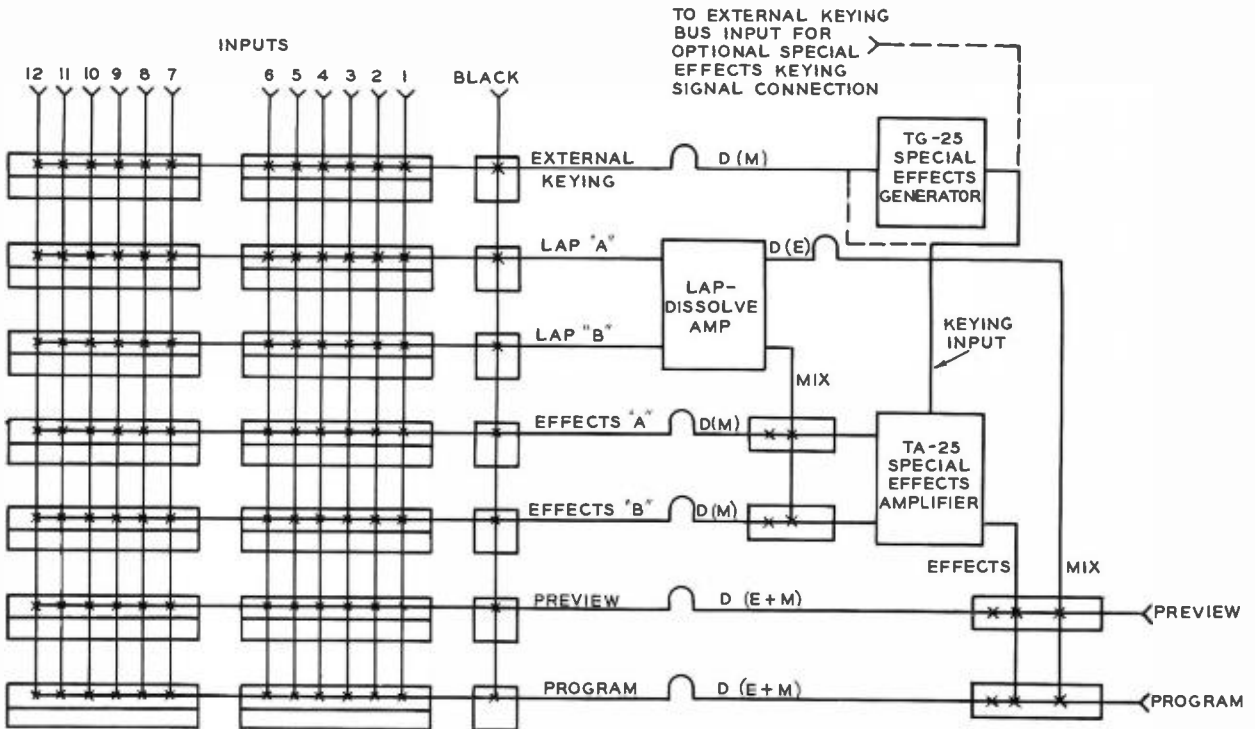 TO EXTERNAL KEYING
BUS INPUT FOR
OPTIONAL SPECIAL
EFFECTS KEYING
SIGNAL CONNECTION
INPUTS
12 11 10 9 8 7
6 5 4 3 2 1
BLACK
EXTERNAL
KEYING
D (M)
TG-25
SPECIAL
EFFECTS
GENERATOR
LAP "A"
D(E)
LAP-
DISSOLVE
AMP
LAP "B"
KEYING
INPUT
MIX
EFFECTS "A"
D(M)
TA-25
SPECIAL
EFFECTS
AMPLIFIER
EFFECTS "B"
D(M)
EFFECTS
MIX
PREVIEW
D (E+M)
PREVIEW
PROGRAM
D (E+M)
PROGRAM